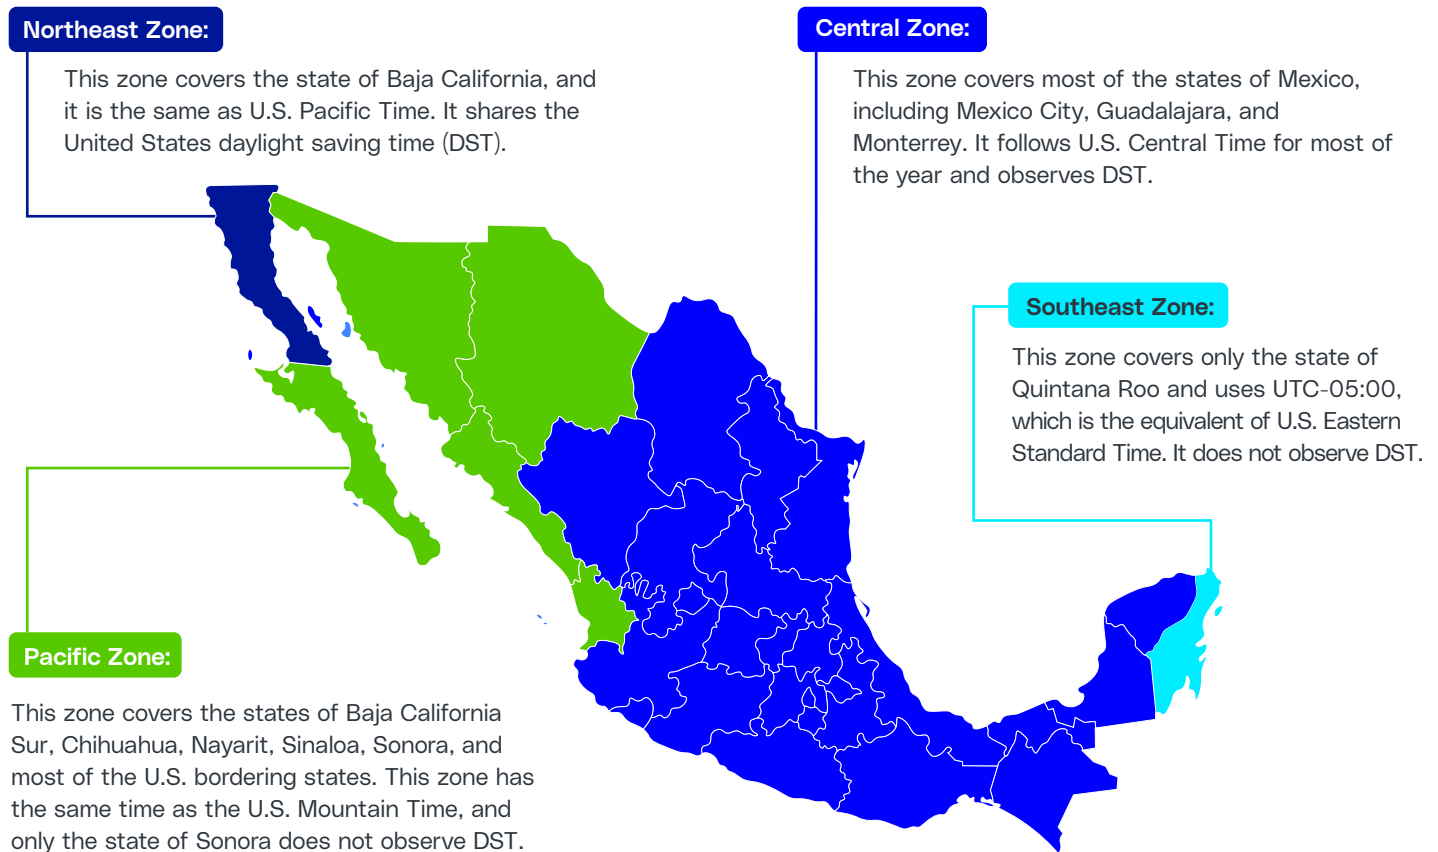 Northeast Zone:
This zone covers the state of Baja California, and
it is the same as U.S. Pacific Time. It shares the
United States daylight saving time (DST).
Central Zone:
This zone covers most of the states of Mexico,
including Mexico City, Guadalajara, and
Monterrey. It follows U.S. Central Time for most of
the year and observes DST.
Southeast Zone:
This zone covers only the state of
Quintana Roo and uses UTC-05:00,
which is the equivalent of U.S. Eastern
Standard Time. It does not observe DST.
Pacific Zone:
This zone covers the states of Baja California
Sur, Chihuahua, Nayarit, Sinaloa, Sonora, and
most of the U.S. bordering states. This zone has
the same time as the U.S. Mountain Time, and
only the state of Sonora does not observe DST.